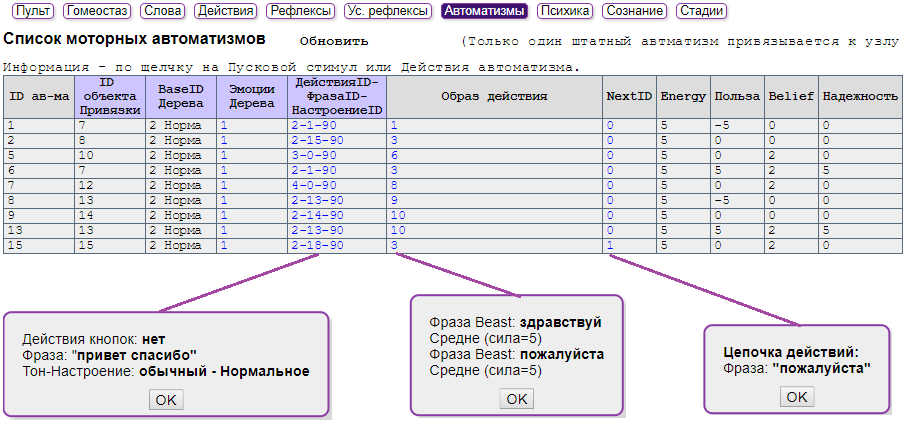 Пульт Гомеостаз Слова Действия Рефлексы Ус. рефлексы Автоматизмы Психика Сознание Стадии
Список моторных автоматизмов Обновить (Только один штатный автматизм привязывается к узлу
Информация - по щелчку на Пусковой стимул или Действия автоматизма.
ID ав-ма ID объекта Привязки BaseID Дерева Эмоции Дерева ДействияID-ФразаID-НастроениеID Образ действия NextID Energy Польза Belief Надежность
1 7 2 Норма 1 2-1-90 1 0 5 -5 0 0
2 8 2 Норма 1 2-15-90 3 0 5 0 0 0
5 10 2 Норма 1 3-0-90 6 0 5 0 2 0
6 7 2 Норма 1 2-1-90 3 0 5 5 2 5
7 12 2 Норма 1 4-0-90 8 0 5 0 2 0
8 13 2 Норма 1 2-13-90 9 0 5 -5 0 0
9 14 2 Норма 1 2-14-90 10 0 5 0 0 0
13 13 2 Норма 1 2-13-90 10 0 5 5 2 5
15 15 2 Норма 1 2-18-90 3 1 5 0 2 0
Действия кнопок: нет
Фраза: "привет спасибо"
Тон-Настроение: обычный - Нормальное
OK
Фраза Beast: здравствуй
Средне (сила=5)
Фраза Beast: пожалуйста
Средне (сила=5)
OK
Цепочка действий:
Фраза: "пожалуйста"
OK